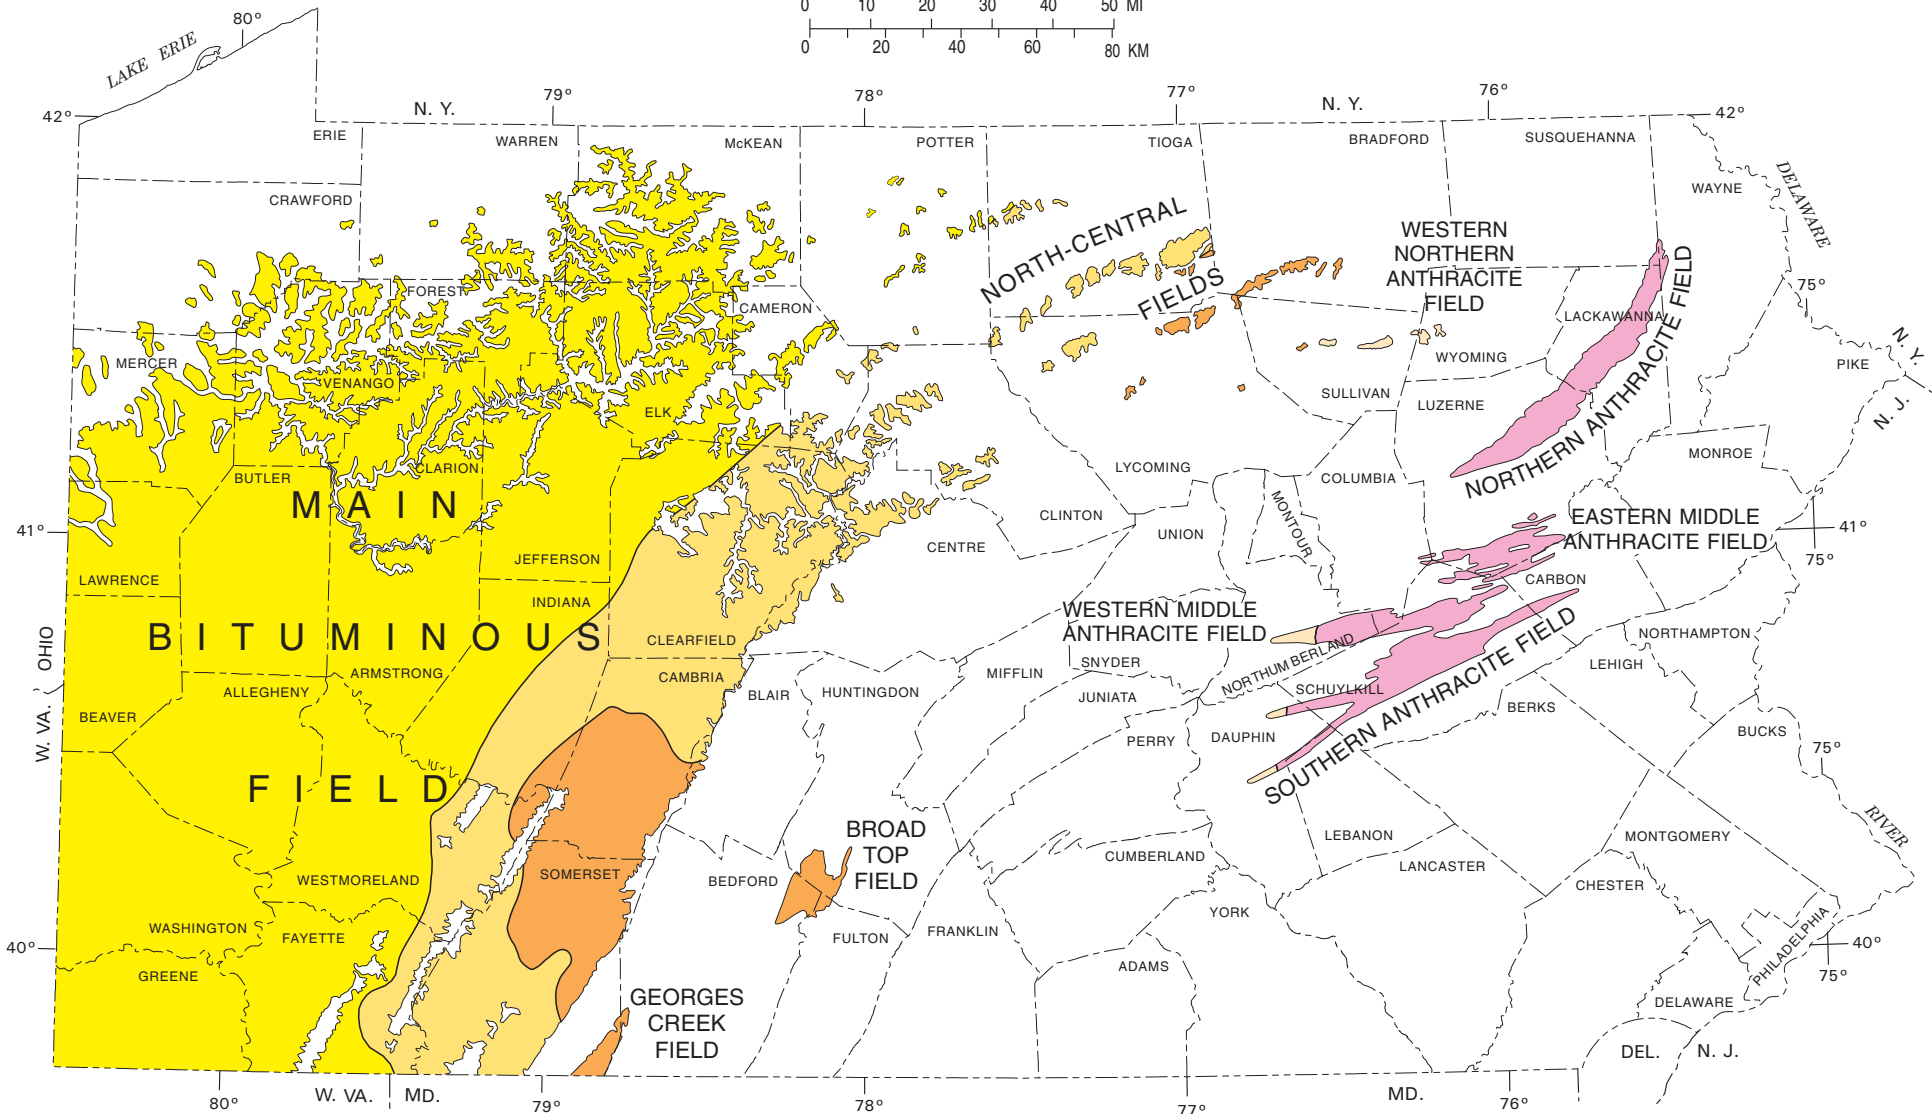 0 10 20 30 40 50 MI
0 20 40 60 80 KM
80°
LAKE ERIE
79°
N. Y.
78°
77°
N. Y.
76°
42°
42°
ERIE
WARREN
McKEAN
POTTER
TIOGA
BRADFORD
SUSQUEHANNA
WAYNE
DELAWARE
CRAWFORD
NORTH-CENTRAL
FIELDS
WESTERN
NORTHERN
ANTHRACITE
FIELD
FOREST
CAMERON
LACKAWANNA
75°
N. Y.
N. J.
MERCER
VENANGO
ELK
WYOMING
PIKE
SULLIVAN
LUZERNE
NORTHERN ANTHRACITE FIELD
CLARION
BUTLER
LYCOMING
COLUMBIA
MONROE
MAIN
CLINTON
MONTOUR
EASTERN MIDDLE
ANTHRACITE FIELD
41°
41°
75°
JEFFERSON
CENTRE
UNION
LAWRENCE
CARBON
INDIANA
WESTERN MIDDLE
ANTHRACITE FIELD
BITUMINOUS
CLEARFIELD
NORTHUMBERLAND
NORTHAMPTON
OHIO
W. VA.
ARMSTRONG
CAMBRIA
MIFFLIN
SNYDER
LEHIGH
ALLEGHENY
BLAIR
HUNTINGDON
JUNIATA
SCHUYLKILL
BERKS
BEAVER
PERRY
DAUPHIN
SOUTHERN ANTHRACITE FIELD
BUCKS
75°
FIELD
RIVER
BROAD
TOP
FIELD
LEBANON
MONTGOMERY
CUMBERLAND
LANCASTER
WESTMORELAND
SOMERSET
BEDFORD
CHESTER
WASHINGTON
FAYETTE
FULTON
FRANKLIN
YORK
PHILADELPHIA
40°
40°
75°
GREENE
ADAMS
GEORGES
CREEK
FIELD
DELAWARE
DEL.
N. J.
80°
W. VA.
MD.
79°
78°
77°
MD.
76°